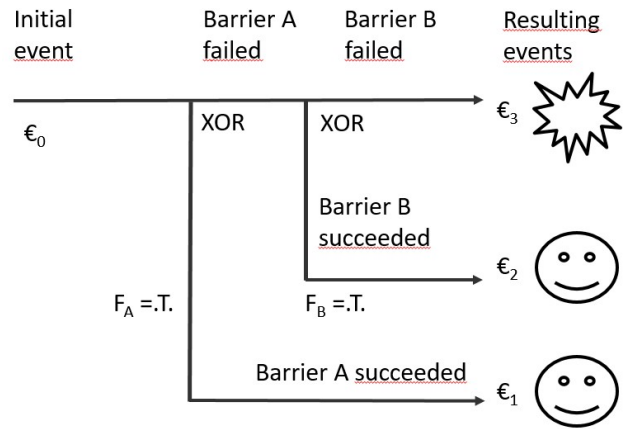 Initial
event
Barrier A
failed
Barrier B
failed
Resulting
events
€0
XOR
XOR
€3
Barrier B
succeeded
€2
FA =.T.
FB =.T.
Barrier A succeeded
€1